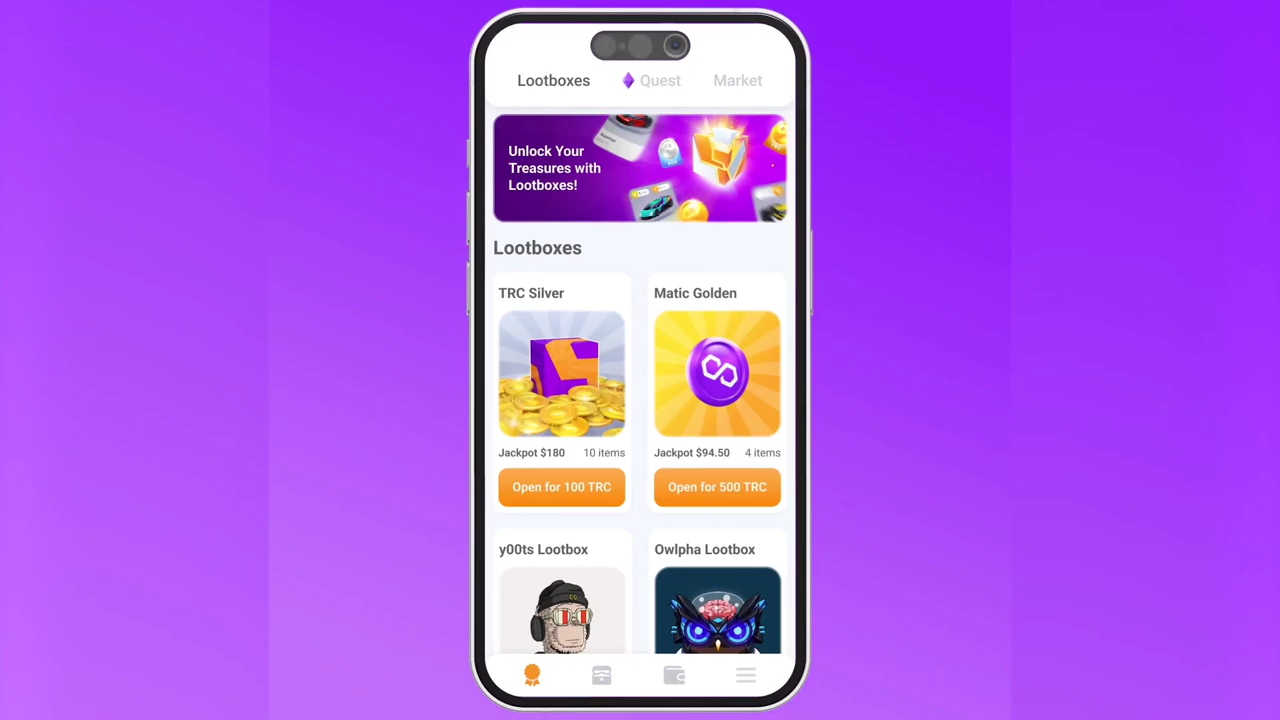 Lootboxes
Quest
Market
Unlock Your
Treasures with
Lootboxes!
Lootboxes
TRC Silver
Matic Golden
Jackpot $180
10 items
Jackpot $94.50
4 items
Open for 100 TRC
Open for 500 TRC
y00ts Lootbox
Owlpha Lootbox